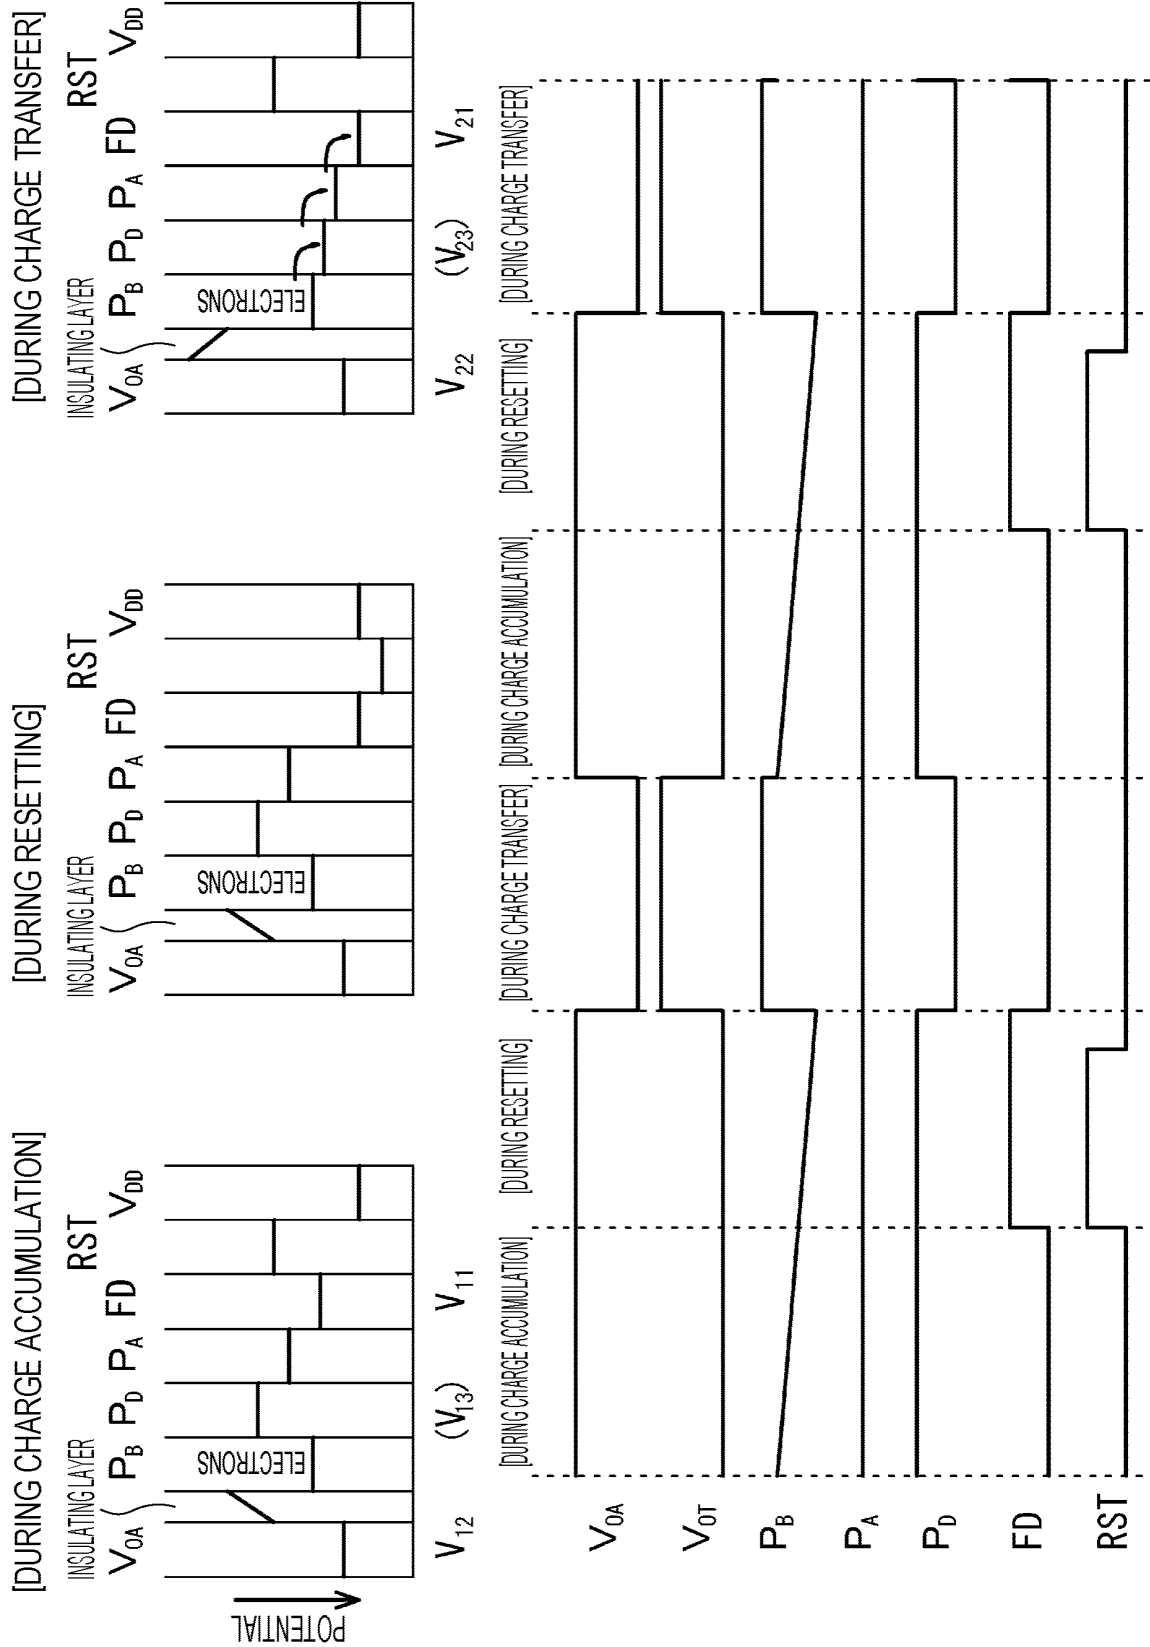 [DURING CHARGE ACCUMULATION]
INSULATING LAYER
RST
V_OA P_B P_D P_A FD V_DD
ELECTRONS
POTENTIAL
V_12 (V_13) V_11
[DURING RESETTING]
INSULATING LAYER
RST
V_OA P_B P_D P_A FD V_DD
ELECTRONS
[DURING CHARGE TRANSFER]
INSULATING LAYER
RST
V_OA P_B P_D P_A FD V_DD
ELECTRONS
V_22 (V_23) V_21
[DURING CHARGE ACCUMULATION] [DURING RESETTING] [DURING CHARGE TRANSFER] [DURING CHARGE ACCUMULATION] [DURING RESETTING] [DURING CHARGE TRANSFER]
V_OA
V_OT
P_B
P_A
P_D
FD
RST